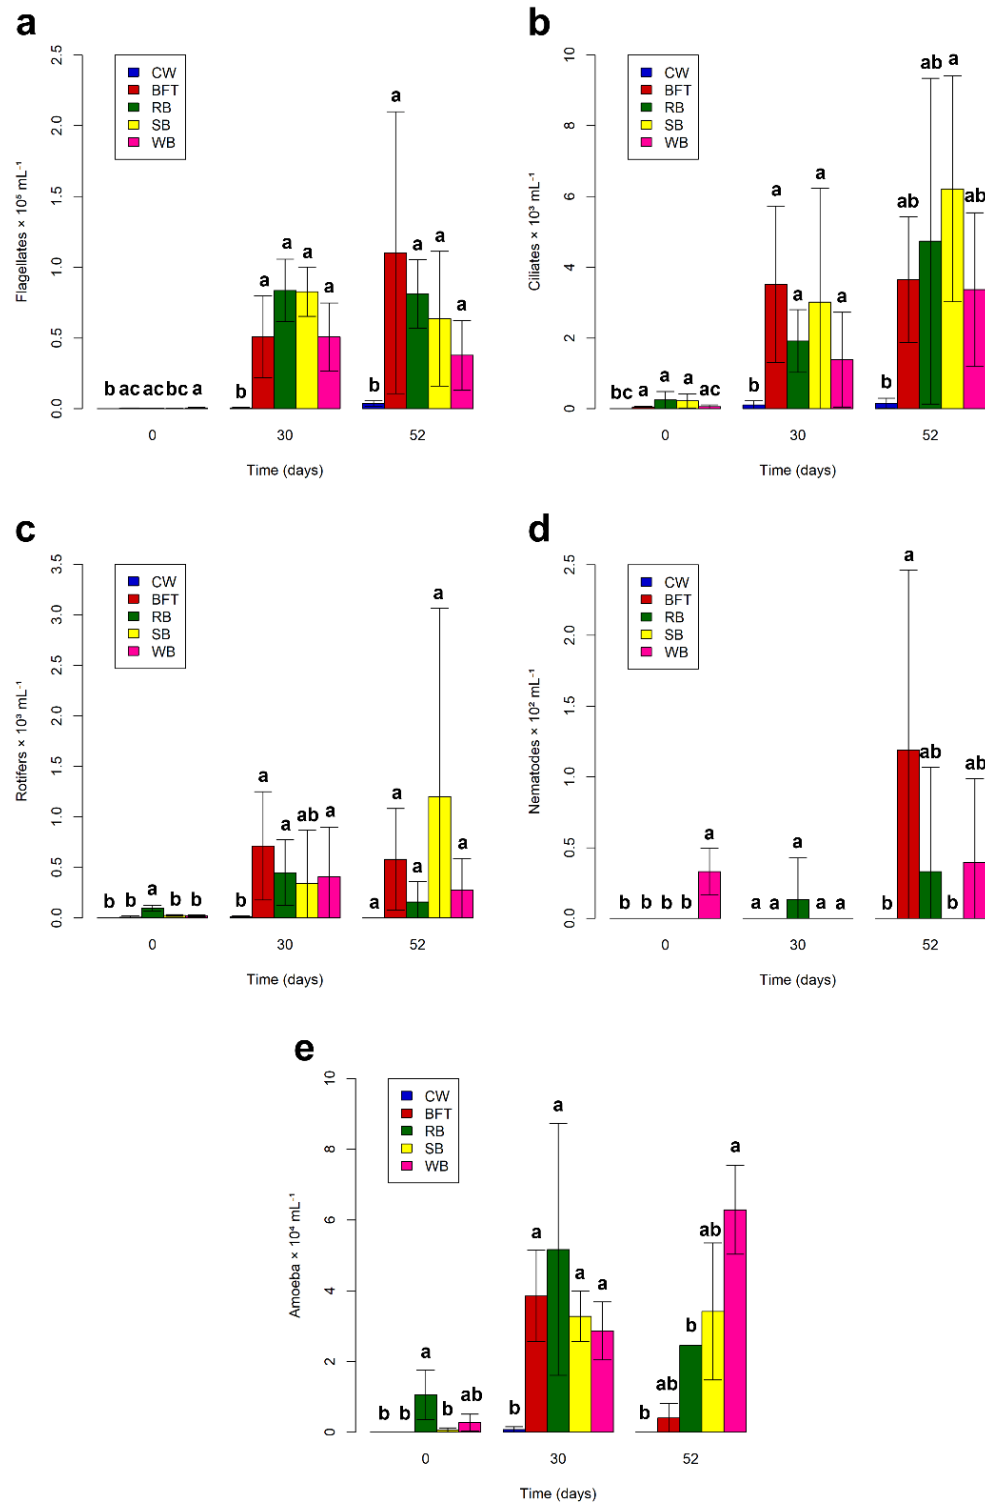 a
2.5
2.0
1.5
1.0
0.5
0.0
Flagellates × 10⁵ mL⁻¹
CW
BFT
RB
SB
WB
b ac ac bc a
b a a a a
b a a a a
0 30 52
Time (days)
b
10
8
6
4
2
0
Ciliates × 10³ mL⁻¹
CW
BFT
RB
SB
WB
bc a a a ac
b a a a a
b ab ab a ab
0 30 52
Time (days)
c
3.5
3.0
2.5
2.0
1.5
1.0
0.5
0.0
Rotifers × 10³ mL⁻¹
CW
BFT
RB
SB
WB
b b a b b
b a a ab a
a a a a a
0 30 52
Time (days)
d
2.5
2.0
1.5
1.0
0.5
0.0
Nematodes × 10² mL⁻¹
CW
BFT
RB
SB
WB
b b b b a
a a a a a
b a ab b ab
0 30 52
Time (days)
e
10
8
6
4
2
0
Amoeba × 10⁴ mL⁻¹
CW
BFT
RB
SB
WB
b b a b ab
b a a a a
b ab b ab a
0 30 52
Time (days)